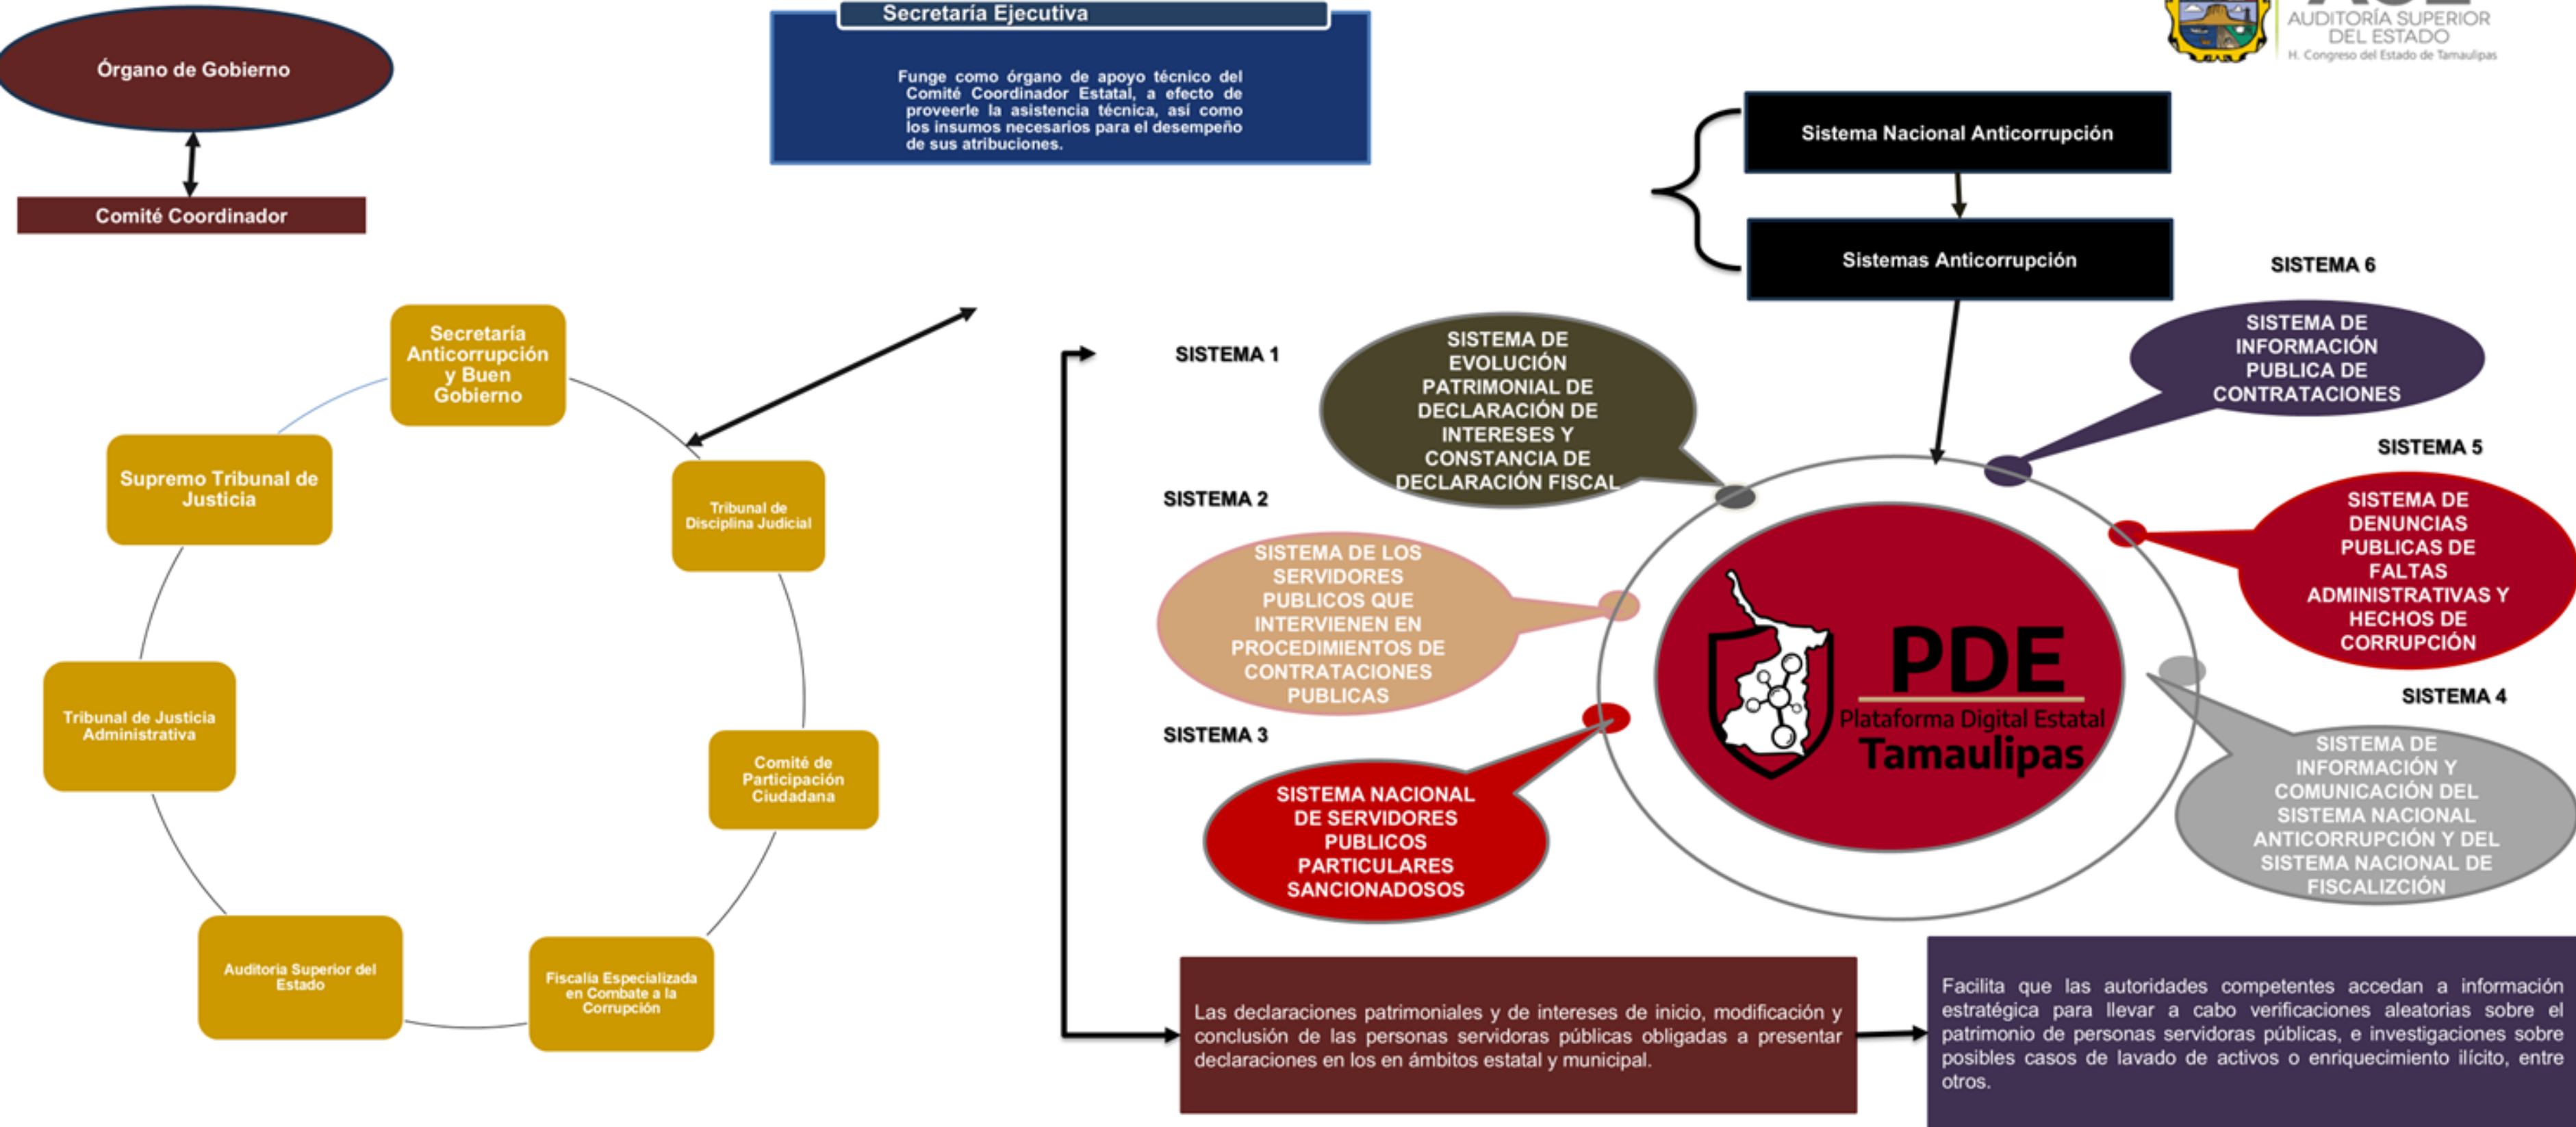 Órgano de Gobierno
Comité Coordinador
Secretaría Ejecutiva
Funge como órgano de apoyo técnico del
Comité Coordinador Estatal, a efecto de
proveerle la asistencia técnica, así como
los insumos necesarios para el desempeño
de sus atribuciones.
AUDITORÍA SUPERIOR
DEL ESTADO
H. Congreso del Estado de Tamaulipas
Sistema Nacional Anticorrupción
Sistemas Anticorrupción
Secretaría
Anticorrupción
y Buen
Gobierno
Tribunal de
Disciplina Judicial
Comité de
Participación
Ciudadana
Fiscalía Especializada
en Combate a la
Corrupción
Auditoria Superior del
Estado
Tribunal de Justicia
Administrativa
Supremo Tribunal de
Justicia
SISTEMA 1
SISTEMA DE
EVOLUCIÓN
PATRIMONIAL DE
DECLARACIÓN DE
INTERESES Y
CONSTANCIA DE
DECLARACIÓN FISCAL
SISTEMA 2
SISTEMA DE LOS
SERVIDORES
PUBLICOS QUE
INTERVIENEN EN
PROCEDIMIENTOS DE
CONTRATACIONES
PUBLICAS
SISTEMA 3
SISTEMA NACIONAL
DE SERVIDORES
PUBLICOS
PARTICULARES
SANCIONADOSOS
SISTEMA 6
SISTEMA DE
INFORMACIÓN
PUBLICA DE
CONTRATACIONES
SISTEMA 5
SISTEMA DE
DENUNCIAS
PUBLICAS DE
FALTAS
ADMINISTRATIVAS Y
HECHOS DE
CORRUPCIÓN
SISTEMA 4
SISTEMA DE
INFORMACIÓN Y
COMUNICACIÓN DEL
SISTEMA NACIONAL
ANTICORRUPCIÓN Y DEL
SISTEMA NACIONAL DE
FISCALIZCIÓN
PDE
Plataforma Digital Estatal
Tamaulipas
Las declaraciones patrimoniales y de intereses de inicio, modificación y
conclusión de las personas servidoras públicas obligadas a presentar
declaraciones en los en ámbitos estatal y municipal.
Facilita que las autoridades competentes accedan a información
estratégica para llevar a cabo verificaciones aleatorias sobre el
patrimonio de personas servidoras públicas, e investigaciones sobre
posibles casos de lavado de activos o enriquecimiento ilícito, entre
otros.